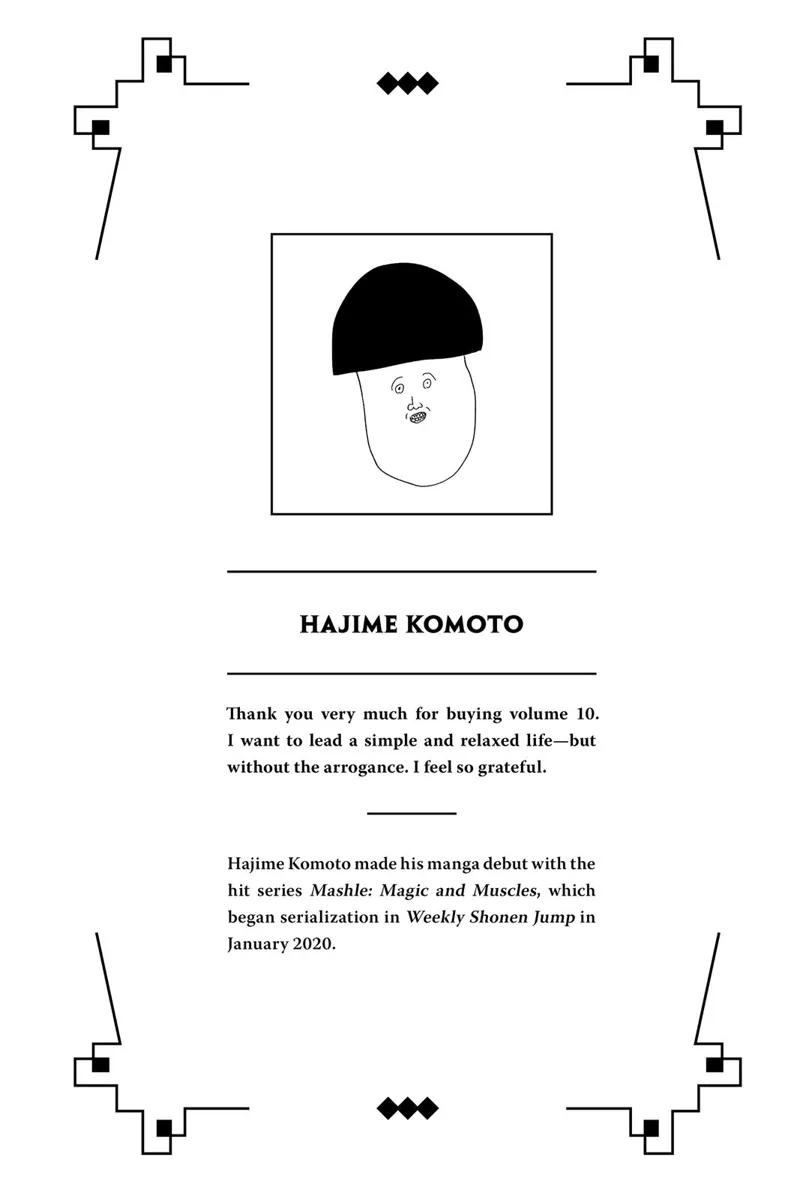 HAJIME KOMOTO
Thank you very much for buying volume 10.
I want to lead a simple and relaxed life—but
without the arrogance. I feel so grateful.
Hajime Komoto made his manga debut with the
hit series Mashle: Magic and Muscles, which
began serialization in Weekly Shonen Jump in
January 2020.